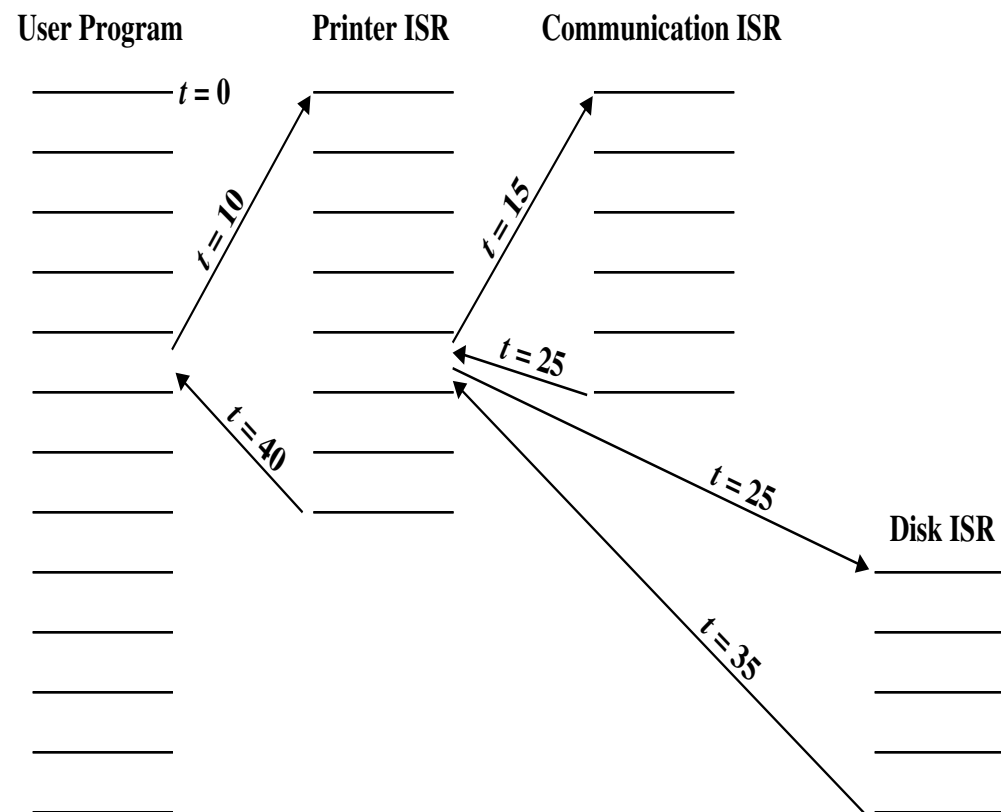 User Program
Printer ISR
Communication ISR
t = 0
t = 10
t = 15
t = 25
t = 40
t = 25
Disk ISR
t = 35